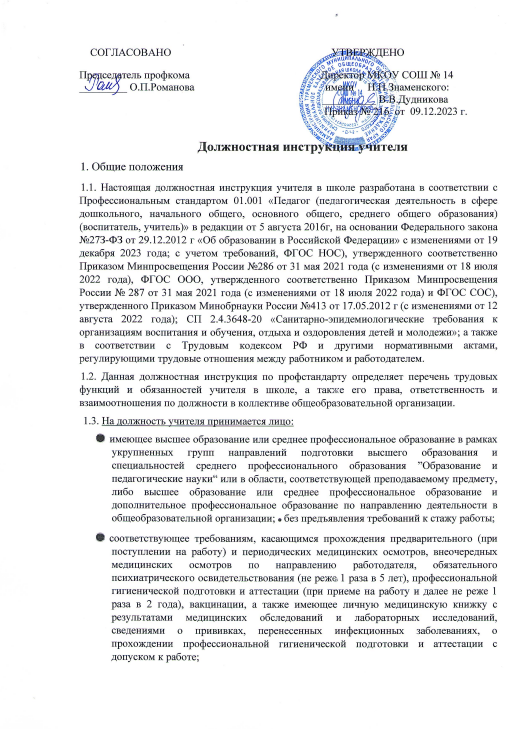 СОГЛАСОВАНО УТВЕРЖДЕНО
Председатель профкома Директор МКОУ СОШ № 14
О.П.Романова имени Н.П.Знаменского:
В.В.Дудникова
Приказ № 216 от 09.12.2023 г.
Должностная инструкция учителя
1. Общие положения
1.1. Настоящая должностная инструкция учителя в школе разработана в соответствии с
Профессиональным стандартом 01.001 «Педагог (педагогическая деятельность в сфере
дошкольного, начального общего, основного общего, среднего общего образования)
(воспитатель, учитель)» в редакции от 5 августа 2016г, на основании Федерального закона
№273-ФЗ от 29.12.2012 г «Об образовании в Российской Федерации» с изменениями от 19
декабря 2023 года; с учетом требований, ФГОС НОС), утвержденного соответственно
Приказом Минпросвещения России №286 от 31 мая 2021 года (с изменениями от 18 июля
2022 года), ФГОС ООО, утвержденного соответственно Приказом Минпросвещения
России № 287 от 31 мая 2021 года (с изменениями от 18 июля 2022 года) и ФГОС СОС),
утвержденного Приказом Минобрнауки России №413 от 17.05.2012 г (с изменениями от 12
августа 2022 года); СП 2.4.3648-20 «Санитарно-эпидемиологические требования к
организациям воспитания и обучения, отдыха и оздоровления детей и молодежи»; а также
в соответствии с Трудовым кодексом РФ и другими нормативными актами,
регулирующими трудовые отношения между работником и работодателем.
1.2. Данная должностная инструкция по профстандарту определяет перечень трудовых
функций и обязанностей учителя в школе, а также его права, ответственность и
взаимоотношения по должности в коллективе общеобразовательной организации.
1.3. На должность учителя принимается лицо:
● имеющее высшее образование или среднее профессиональное образование в рамках
укрупненных групп направлений подготовки высшего образования и
специальностей среднего профессионального образования "Образование и
педагогические науки“ или в области, соответствующей преподаваемому предмету,
либо высшее образование или среднее профессиональное образование и
дополнительное профессиональное образование по направлению деятельности в
общеобразовательной организации; • без предъявления требований к стажу работы;
● соответствующее требованиям, касающимся прохождения предварительного (при
поступлении на работу) и периодических медицинских осмотров, внеочередных
медицинских осмотров по направлению работодателя, обязательного
психиатрического освидетельствования (не реже 1 раза в 5 лет), профессиональной
гигиенической подготовки и аттестации (при приеме на работу и далее не реже 1
раза в 2 года), вакцинации, а также имеющее личную медицинскую книжку с
результатами медицинских обследований и лабораторных исследований,
сведениями о прививках, перенесенных инфекционных заболеваниях, о
прохождении профессиональной гигиенической подготовки и аттестации с
допуском к работе;